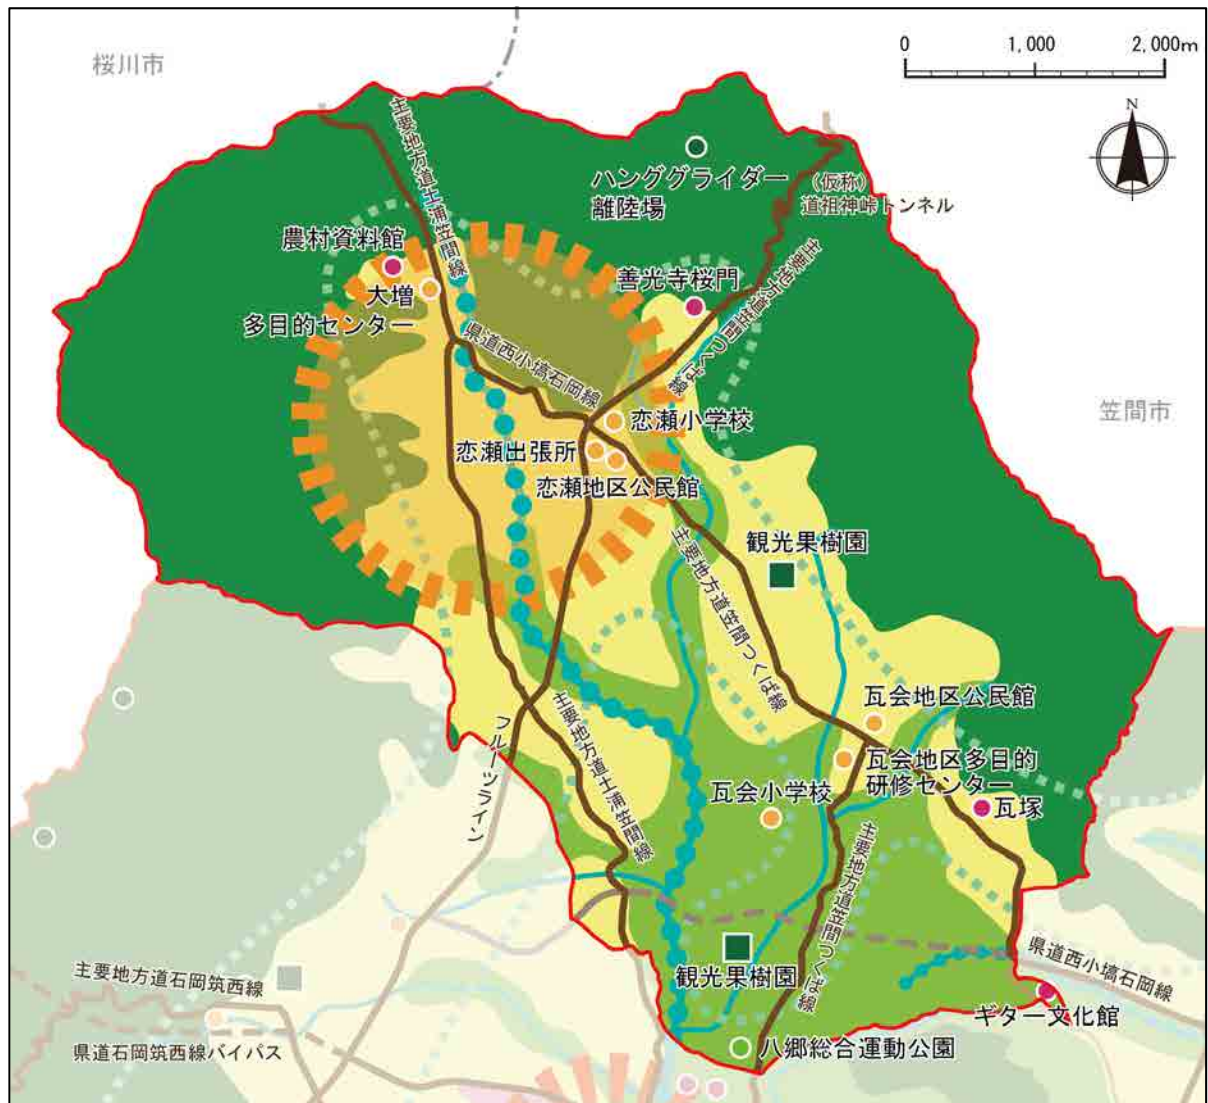 桜川市
0 1,000 2,000m
N
主要地方道土浦笠間線
ハンググライダー
離陸場
(仮称)
道祖神峠トンネル
農村資料館
大増
多目的センター
善光寺桜門
主要地方道笠間つくば線
県道西小塙石岡線
笠間市
恋瀬小学校
恋瀬出張所
恋瀬地区公民館
観光果樹園
主要地方道笠間つくば線
瓦会地区公民館
瓦会地区多目的
研修センター
主要地方道土浦笠間線
フルーツライン
瓦会小学校
瓦塚
主要地方道笠間つくば線
観光果樹園
県道西小塙石岡線
主要地方道石岡筑西線
ギター文化館
県道石岡筑西線バイパス
八郷総合運動公園